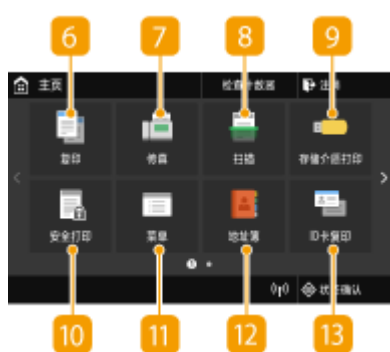 6 7 8 9
主页 检查计数器 注销
复印 传真 扫描 存储介质打印
安全打印 菜单 地址簿 ID卡复印
状态确认
10 11 12 13